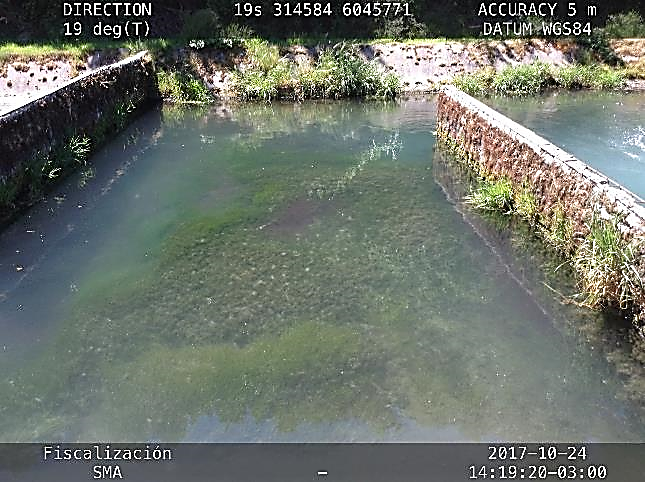 DIRECTION
19 deg(T)
19s 314584 6045771
ACCURACY 5 m
DATUM WGS84
Fiscalización
SMA
–
2017-10-24
14:19:20-03:00